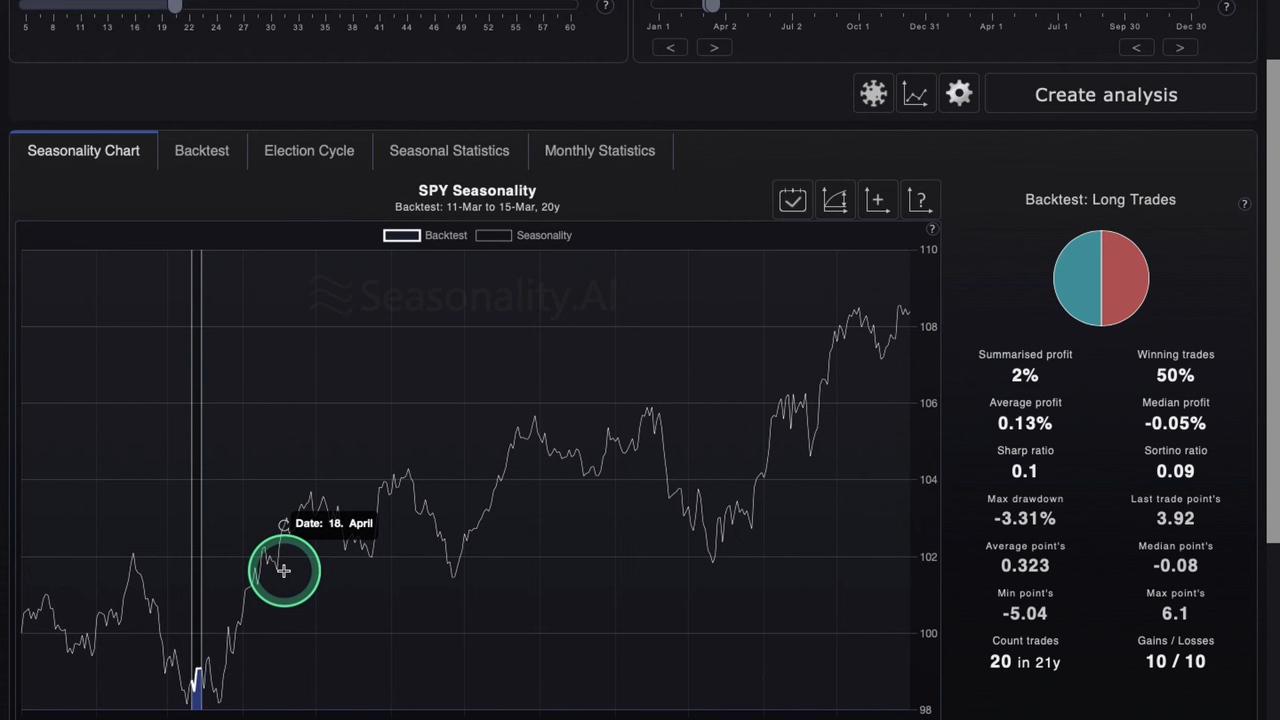 ?
?
5 8 11 13 16 19 22 24 27 30 32 35 38 41 43 46 49 52 55 57 60
Jan 1 Apr 2 Jul 2 Oct 1 Dec 31 Apr 1 Jul 1 Sep 30 Dec 30
< > < >
Create analysis
Seasonality Chart Backtest Election Cycle Seasonal Statistics Monthly Statistics
SPY Seasonality
Backtest: 11-Mar to 15-Mar, 20y
?
Backtest: Long Trades
?
Backtest Seasonality
?
Seasonality.AI
110
108
106
104
102
100
98
Date: 18. April
Summarised profit Winning trades
2% 50%
Average profit Median profit
0.13% -0.05%
Sharp ratio Sortino ratio
0.1 0.09
Max drawdown Last trade point's
-3.31% 3.92
Average point's Median point's
0.323 -0.08
Min point's Max point's
-5.04 6.1
Count trades Gains / Losses
20 in 21y 10 / 10